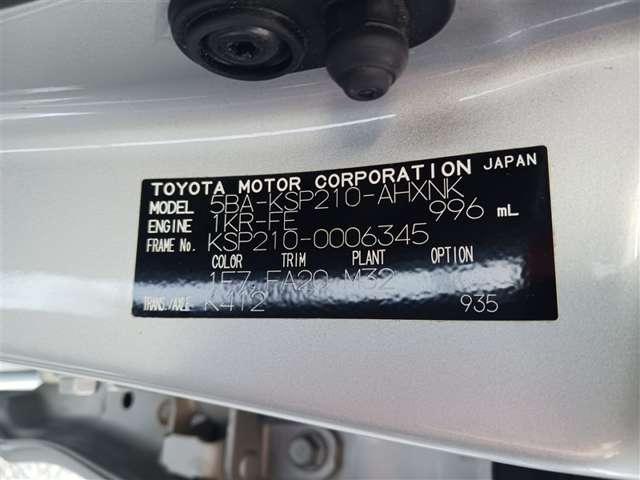 TOYOTA MOTOR CORPORATION JAPAN
MODEL 5BA-KSP210-AHXNK
ENGINE 1KR-FE 996 mL
FRAME No. KSP210-0006345
COLOR TRIM PLANT OPTION
1F7 FA20 M32
TRANS./AXLE K412 935